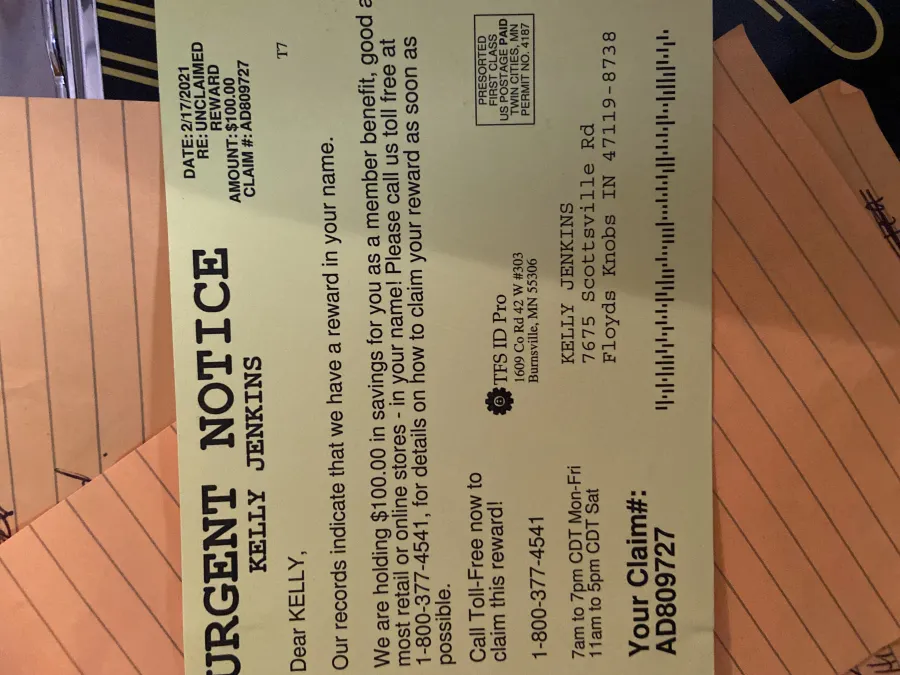 URGENT NOTICE
KELLY JENKINS
DATE: 2/17/2021
RE: UNCLAIMED
REWARD
AMOUNT: $100.00
CLAIM #: AD809727
T7
Dear KELLY,
Our records indicate that we have a reward in your name.
We are holding $100.00 in savings for you as a member benefit, good a
most retail or online stores - in your name! Please call us toll free at
1-800-377-4541, for details on how to claim your reward as soon as
possible.
Call Toll-Free now to
claim this reward!
1-800-377-4541
7am to 7pm CDT Mon-Fri
11am to 5pm CDT Sat
Your Claim#:
AD809727
TFS ID Pro
1609 Co Rd 42 W #303
Burnsville, MN 55306
PRESORTED
FIRST CLASS
US POSTAGE PAID
TWIN CITIES, MN
PERMIT NO. 4187
KELLY JENKINS
7675 Scottsville Rd
Floyds Knobs IN 47119-8738